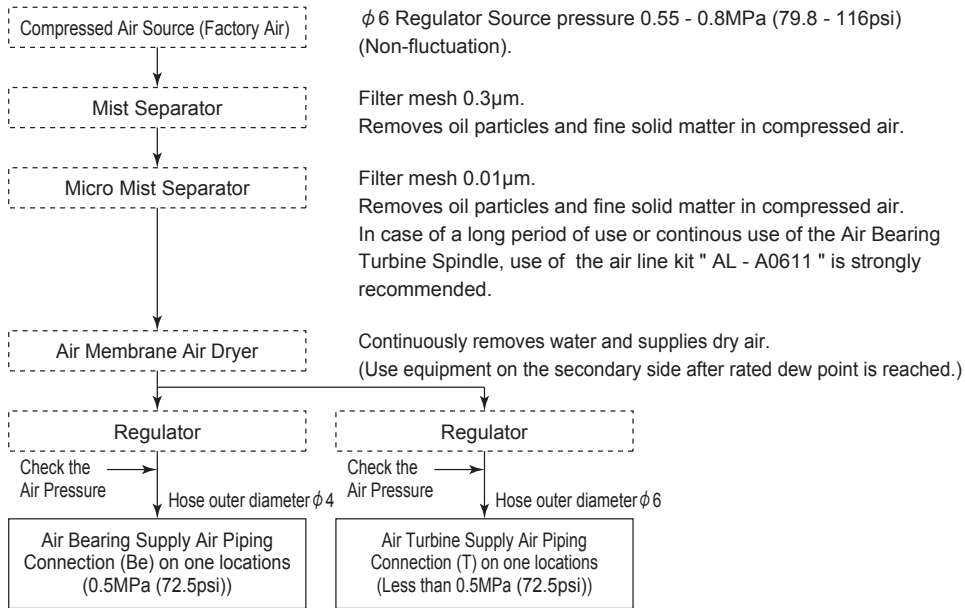 Compressed Air Source (Factory Air)
φ6 Regulator Source pressure 0.55 - 0.8MPa (79.8 - 116psi)
(Non-fluctuation).
Mist Separator
Filter mesh 0.3µm.
Removes oil particles and fine solid matter in compressed air.
Micro Mist Separator
Filter mesh 0.01µm.
Removes oil particles and fine solid matter in compressed air.
In case of a long period of use or continous use of the Air Bearing
Turbine Spindle, use of the air line kit " AL - A0611 " is strongly
recommended.
Air Membrane Air Dryer
Continuously removes water and supplies dry air.
(Use equipment on the secondary side after rated dew point is reached.)
Regulator
Check the
Air Pressure
Hose outer diameter φ4
Air Bearing Supply Air Piping
Connection (Be) on one locations
(0.5MPa (72.5psi))
Regulator
Check the
Air Pressure
Hose outer diameter φ6
Air Turbine Supply Air Piping
Connection (T) on one locations
(Less than 0.5MPa (72.5psi))